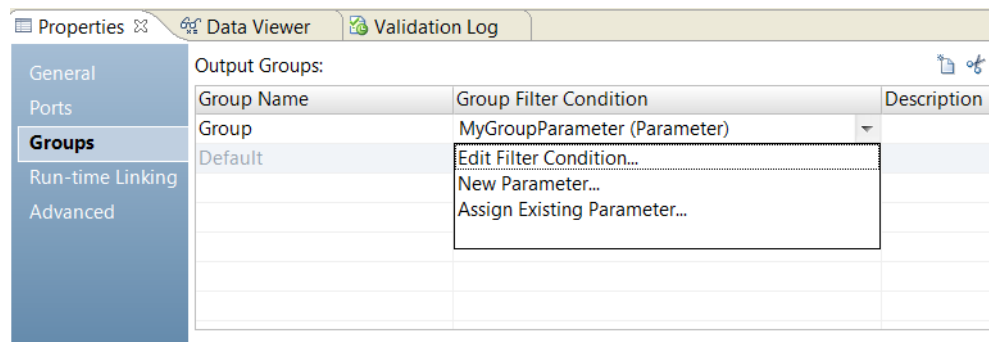 Properties Data Viewer Validation Log
General
Ports
Groups
Run-time Linking
Advanced
Output Groups:
Group Name Group Filter Condition Description
Group MyGroupParameter (Parameter)
Default
Edit Filter Condition...
New Parameter...
Assign Existing Parameter...